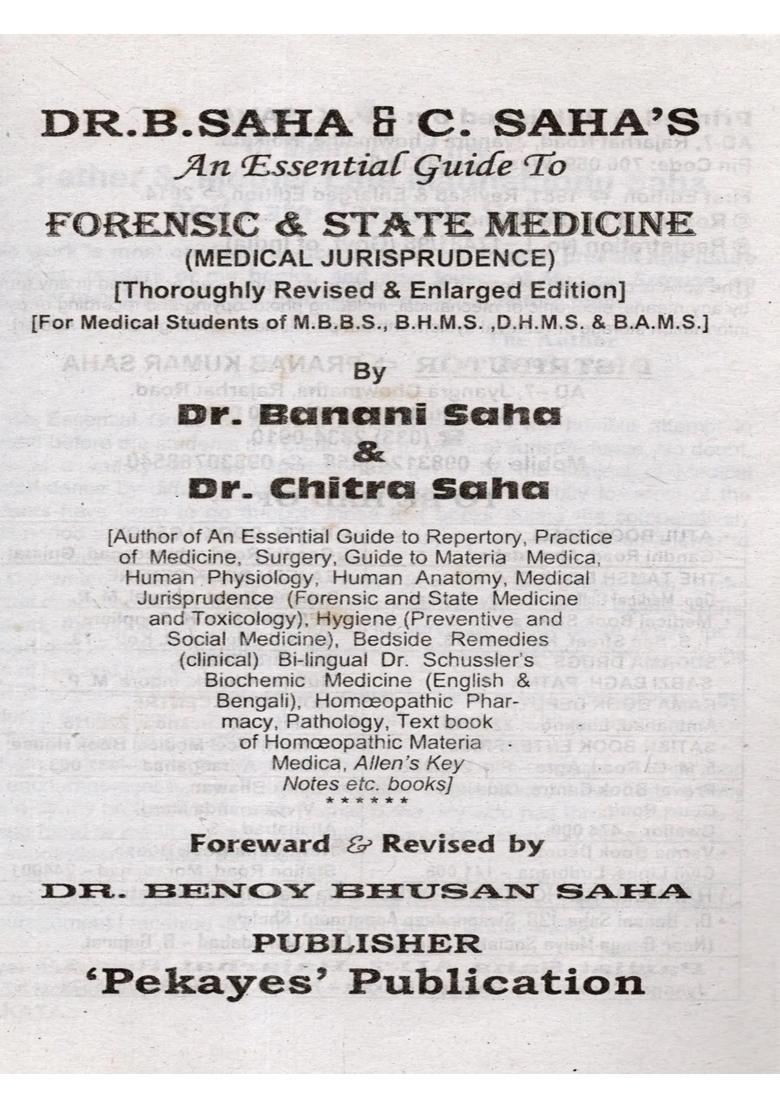 DR.B.SAHA & C. SAHA'S
An Essential Guide To
FORENSIC & STATE MEDICINE
(MEDICAL JURISPRUDENCE)
[Thoroughly Revised & Enlarged Edition]
[For Medical Students of M.B.B.S., B.H.M.S., D.H.M.S. & B.A.M.S.]
By
Dr. Banani Saha
&
Dr. Chitra Saha
[Author of An Essential Guide to Repertory, Practice
of Medicine, Surgery, Guide to Materia Medica,
Human Physiology, Human Anatomy, Medical
Jurisprudence (Forensic and State Medicine
and Toxicology), Hygiene (Preventive and
Social Medicine), Bedside Remedies
(clinical) Bi-lingual Dr. Schussler's
Biochemic Medicine (English &
Bengali), Homœopathic Phar-
macy, Pathology, Text book
of Homœopathic Materia
Medica, Allen's Key
Notes etc. books]
******
Foreward & Revised by
DR. BENOY BHUSAN SAHA
PUBLISHER
'Pekayes' Publication